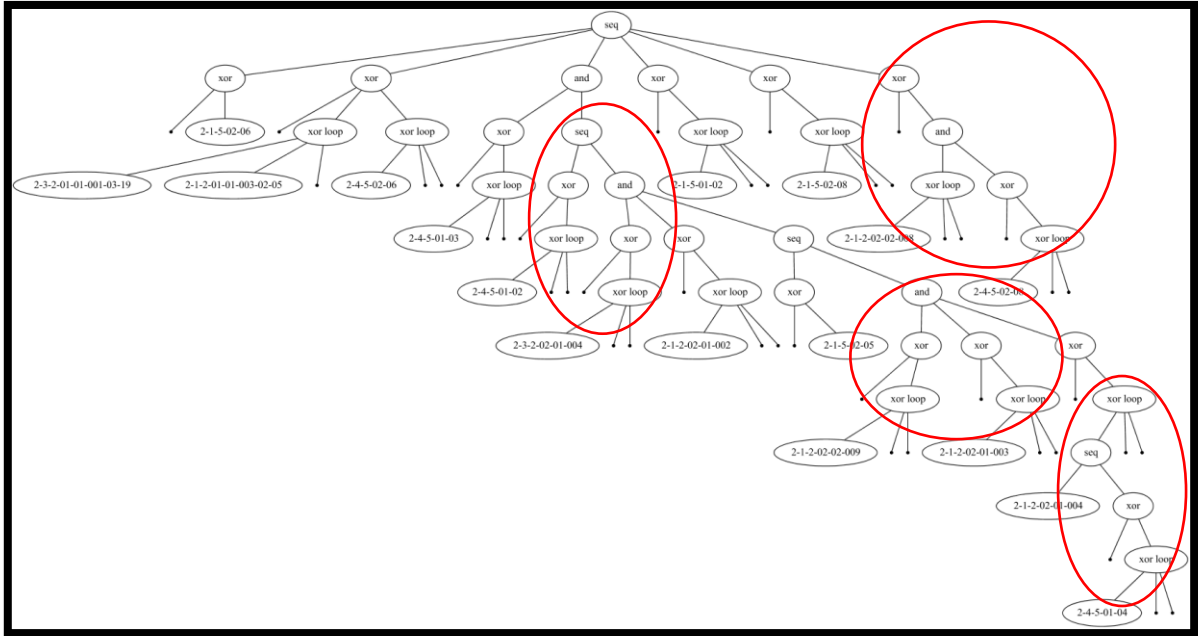 seq
xor xor and xor xor xor
2-1-5-02-06 xor loop xor loop xor seq xor loop xor loop and
2-3-2-01-01-001-03-19 2-1-2-01-01-003-02-05 2-4-5-02-06 xor loop xor and 2-1-5-01-02 2-1-5-02-08 xor loop xor
2-4-5-01-03 xor loop xor xor seq 2-1-2-02-02-008 xor loop
2-4-5-01-02 xor loop xor loop xor and 2-4-5-02-08
2-3-2-02-01-004 2-1-2-02-01-002 2-1-5-02-05 xor xor xor
xor loop xor loop xor loop
2-1-2-02-02-009 2-1-2-02-01-003 seq
2-1-2-02-01-004 xor
xor loop
2-4-5-01-04